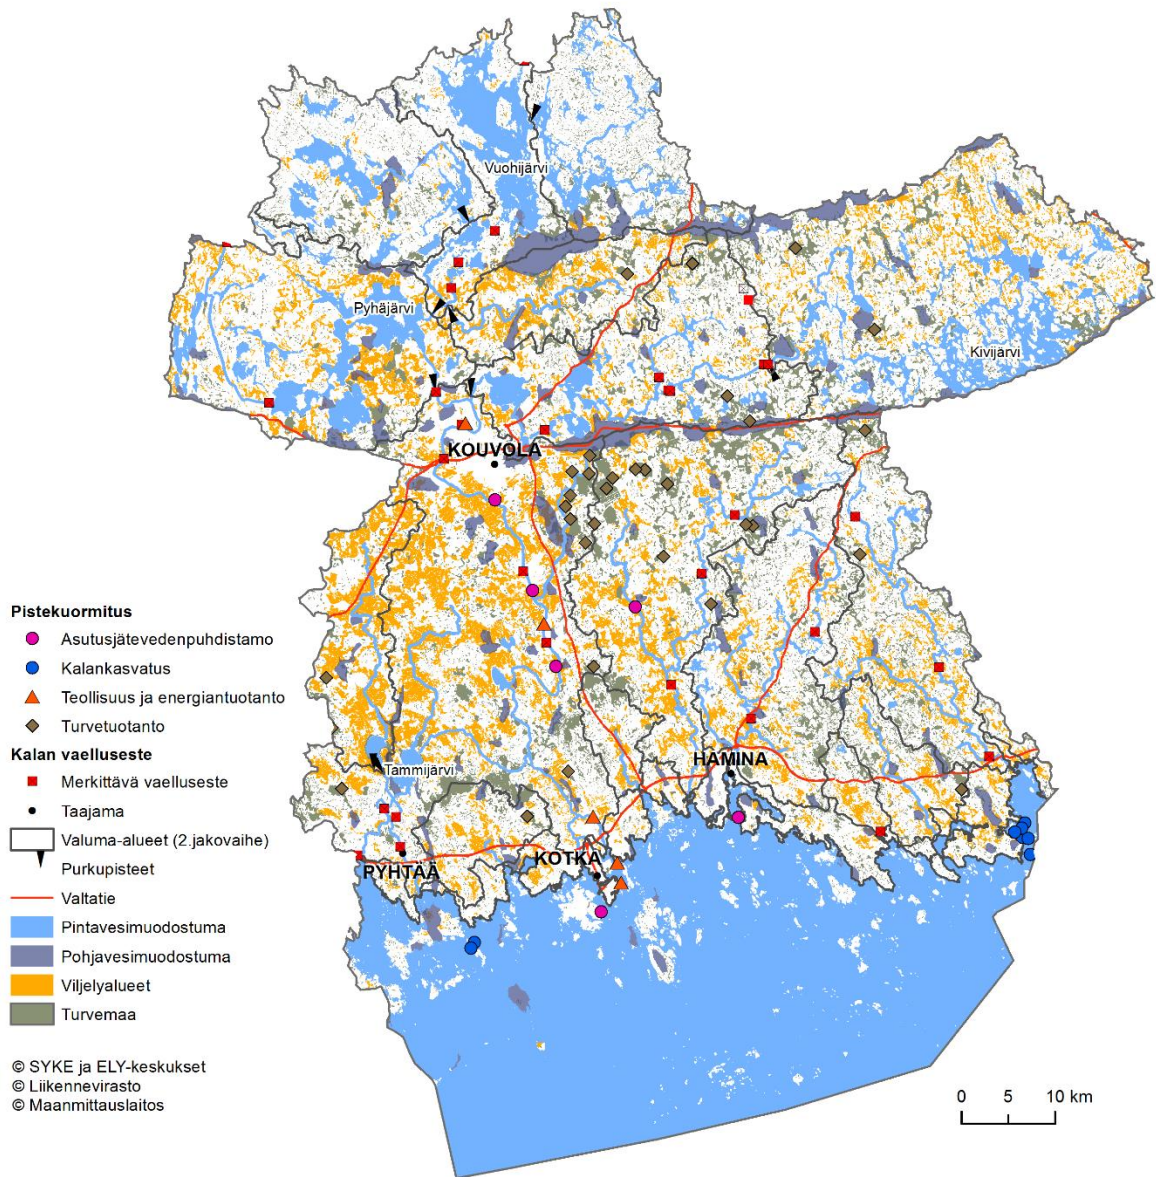 Vuohijärvi
Pyhäjärvi
Kivijärvi
KOUVOLA
Pistekuormitus
Asutusjätevedenpuhdistamo
Kalankasvatus
Teollisuus ja energiantuotanto
Turvetuotanto
Kalan vaelluseste
Merkittävä vaelluseste
Taajama
Valuma-alueet (2.jakovaihe)
Purkupisteet
Valtatie
Pintavesimuodostuma
Pohjavesimuodostuma
Viljelyalueet
Turvemaa
HAMINA
Tammijärvi
KOTKA
PYHTÄÄ
© SYKE ja ELY-keskukset
© Liikennevirasto
© Maanmittauslaitos
0 5 10 km